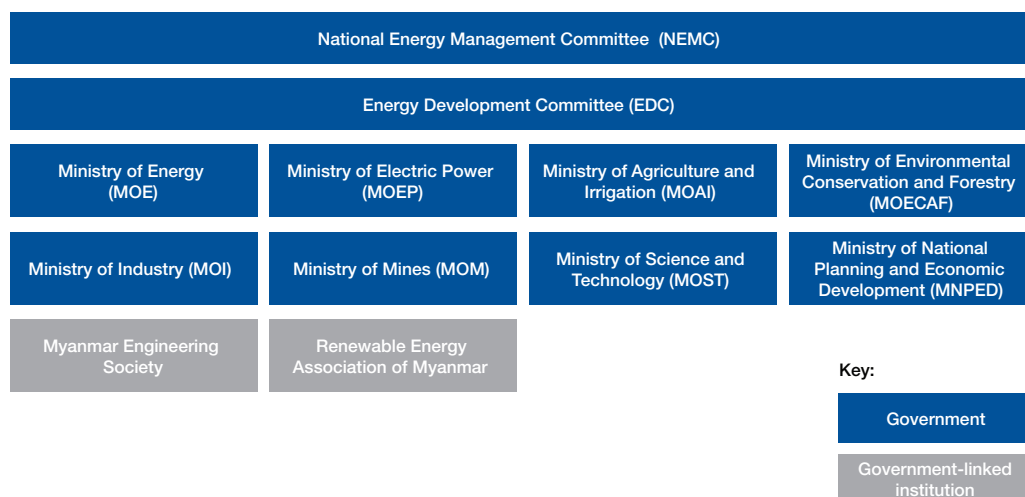 National Energy Management Committee (NEMC)
Energy Development Committee (EDC)
Ministry of Energy
(MOE)
Ministry of Electric Power
(MOEP)
Ministry of Agriculture and
Irrigation (MOAI)
Ministry of Environmental
Conservation and Forestry
(MOECAF)
Ministry of Industry (MOI)
Ministry of Mines (MOM)
Ministry of Science and
Technology (MOST)
Ministry of National
Planning and Economic
Development (MNPED)
Myanmar Engineering
Society
Renewable Energy
Association of Myanmar
Key:
Government
Government-linked
institution